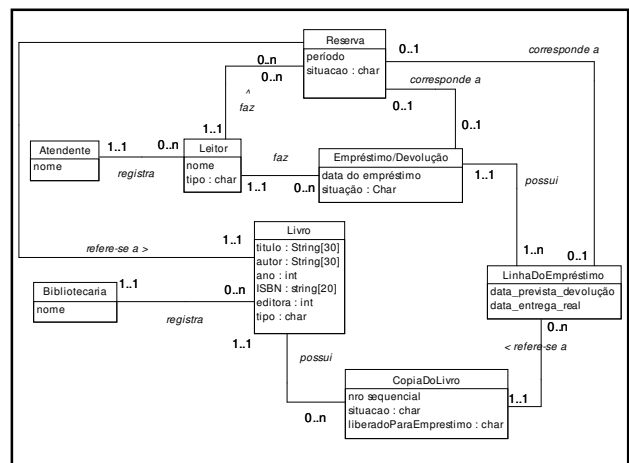 Reserva
período
situacao : char
0..1
corresponde a
0..n
0..n
^
faz
corresponde a
0..1
0..1
1..1
Atendente
nome
1..1
0..n
registra
Leitor
nome
tipo : char
faz
1..1
0..n
Empréstimo/Devolução
data do empréstimo
situação : Char
1..1
possui
1..n
0..1
refere-se a >
1..1
Livro
titulo : String[30]
autor : String[30]
ano : int
ISBN : string[20]
editora : int
tipo : char
LinhaDoEmpréstimo
data_prevista_devolução
data_entrega_real
Bibliotecaria
nome
1..1
0..n
registra
0..n
< refere-se a
1..1
possui
0..n
CopiaDoLivro
nro sequencial
situacao : char
liberadoParaEmprestimo : char
1..1